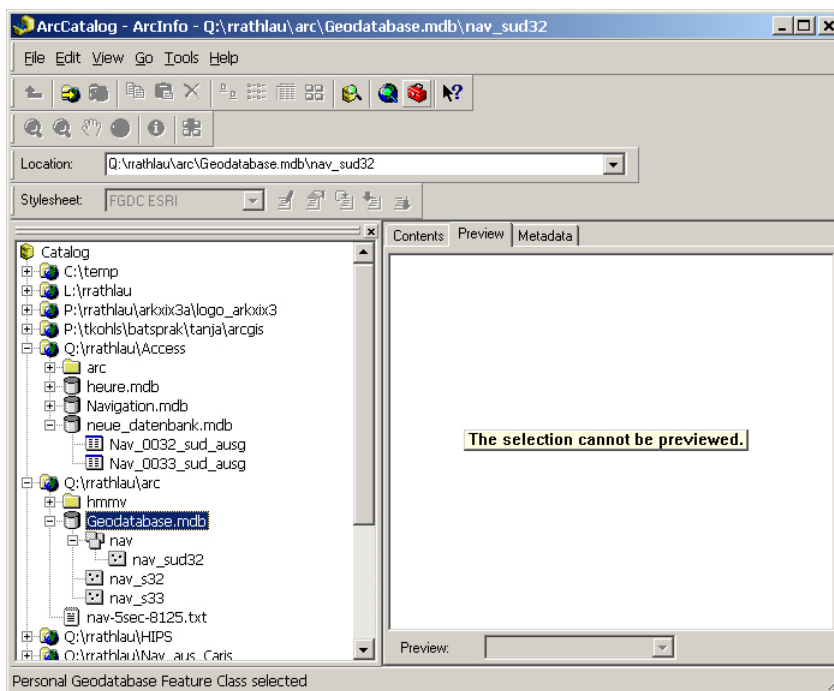 ArcCatalog - ArcInfo - Q:\rrathlau\arc\Geodatabase.mdb\nav_sud32
File Edit View Go Tools Help
Location: Q:\rrathlau\arc\Geodatabase.mdb\nav_sud32
Stylesheet: FGDC ESRI
Catalog
C:\temp
L:\rrathlau
P:\rrathlau\arkxix3a\logo_arkxix3
P:\tkohls\batsprak\tanja\arcgis
Q:\rrathlau\Access
arc
heure.mdb
Navigation.mdb
neue_datenbank.mdb
Nav_0032_sud_ausg
Nav_0033_sud_ausg
Q:\rrathlau\arc
hmmv
Geodatabase.mdb
nav
nav_sud32
nav_s32
nav_s33
nav-5sec-8125.txt
Q:\rrathlau\HIPS
Q:\rrathlau\Nav_aus_Caris
Contents Preview Metadata
The selection cannot be previewed.
Preview:
Personal Geodatabase Feature Class selected